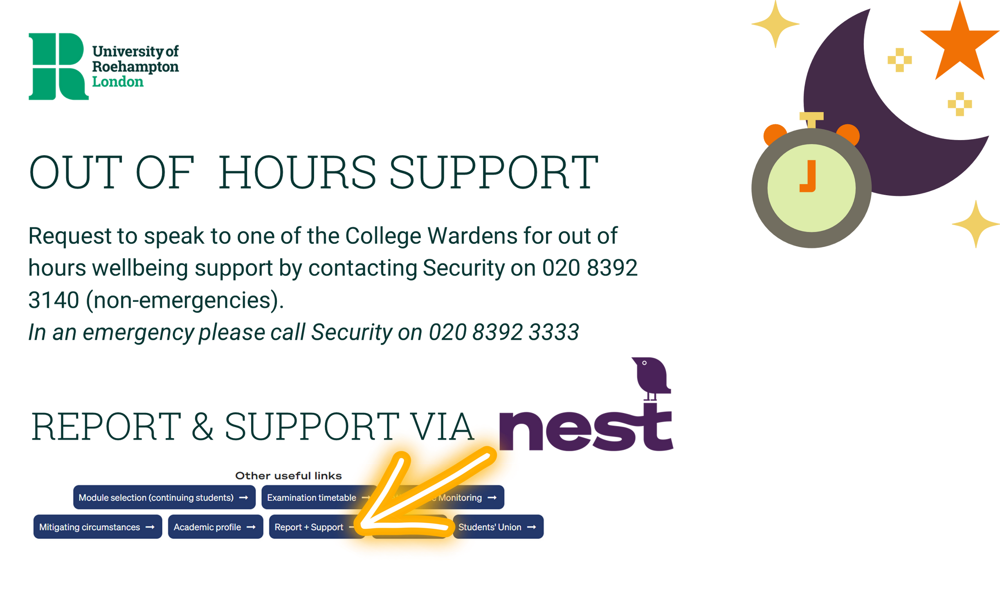 University of
Roehampton
London
OUT OF HOURS SUPPORT
Request to speak to one of the College Wardens for out of
hours wellbeing support by contacting Security on 020 8392
3140 (non-emergencies).
In an emergency please call Security on 020 8392 3333
REPORT & SUPPORT VIA nest
Other useful links
Module selection (continuing students) →
Examination timetable →
Monitoring →
Mitigating circumstances →
Academic profile →
Report + Support
Students' Union →